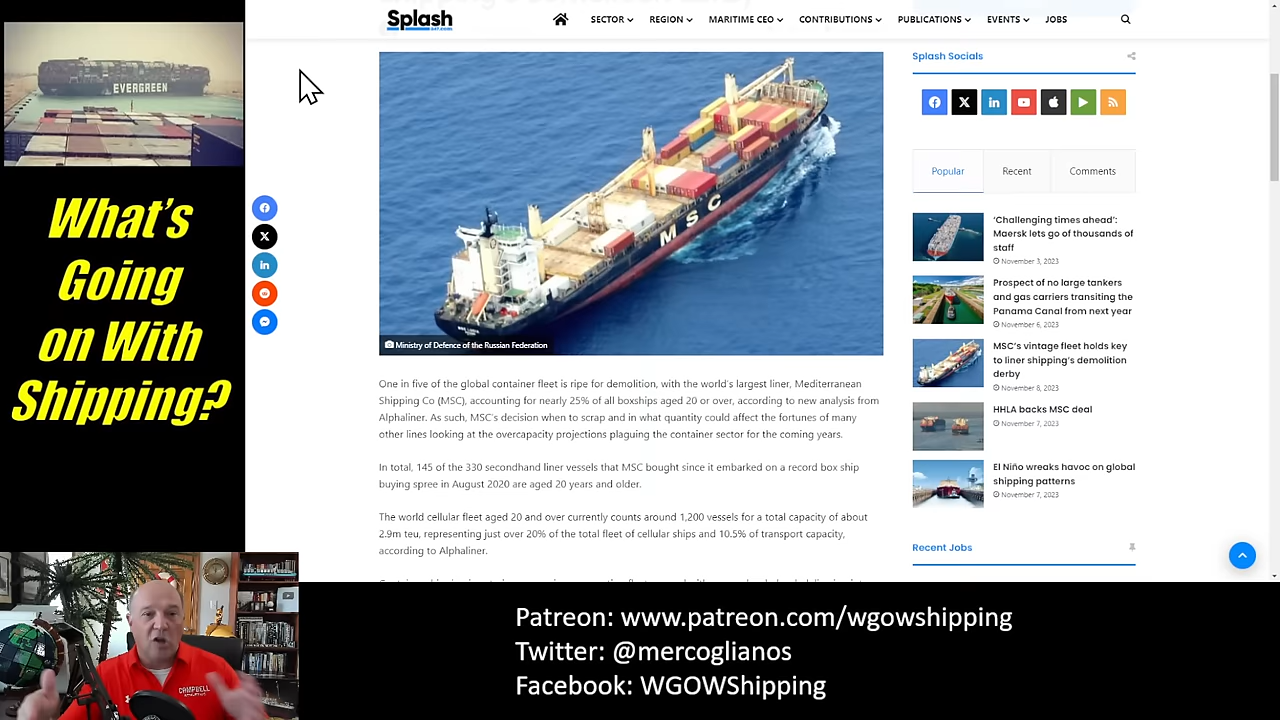 Splash
SECTOR
REGION
MARITIME CEO
CONTRIBUTIONS
PUBLICATIONS
EVENTS
JOBS
EVERGREEN
What's
Going
on With
Shipping?
MSC
Ministry of Defence of the Russian Federation
One in five of the global container fleet is ripe for demolition, with the world's largest liner, Mediterranean
Shipping Co (MSC), accounting for nearly 25% of all boxships aged 20 or over, according to new analysis from
Alphaliner. As such, MSC's decision when to scrap and in what quantity could affect the fortunes of many
other lines looking at the overcapacity projections plaguing the container sector for the coming years.
In total, 145 of the 330 secondhand liner vessels that MSC bought since it embarked on a record box ship
buying spree in August 2020 are aged 20 years and older.
The world cellular fleet aged 20 and over currently counts around 1,200 vessels for a total capacity of about
2.9m teu, representing just over 20% of the total fleet of cellular ships and 10.5% of transport capacity,
according to Alphaliner.
Splash Socials
Popular
Recent
Comments
'Challenging times ahead':
Maersk lets go of thousands of
staff
November 3, 2023
Prospect of no large tankers
and gas carriers transiting the
Panama Canal from next year
November 6, 2023
MSC's vintage fleet holds key
to liner shipping's demolition
derby
November 8, 2023
HHLA backs MSC deal
November 7, 2023
El Niño wreaks havoc on global
shipping patterns
November 7, 2023
Recent Jobs
CAMPBELL
Patreon: www.patreon.com/wgowshipping
Twitter: @mercoglianos
Facebook: WGOWShipping